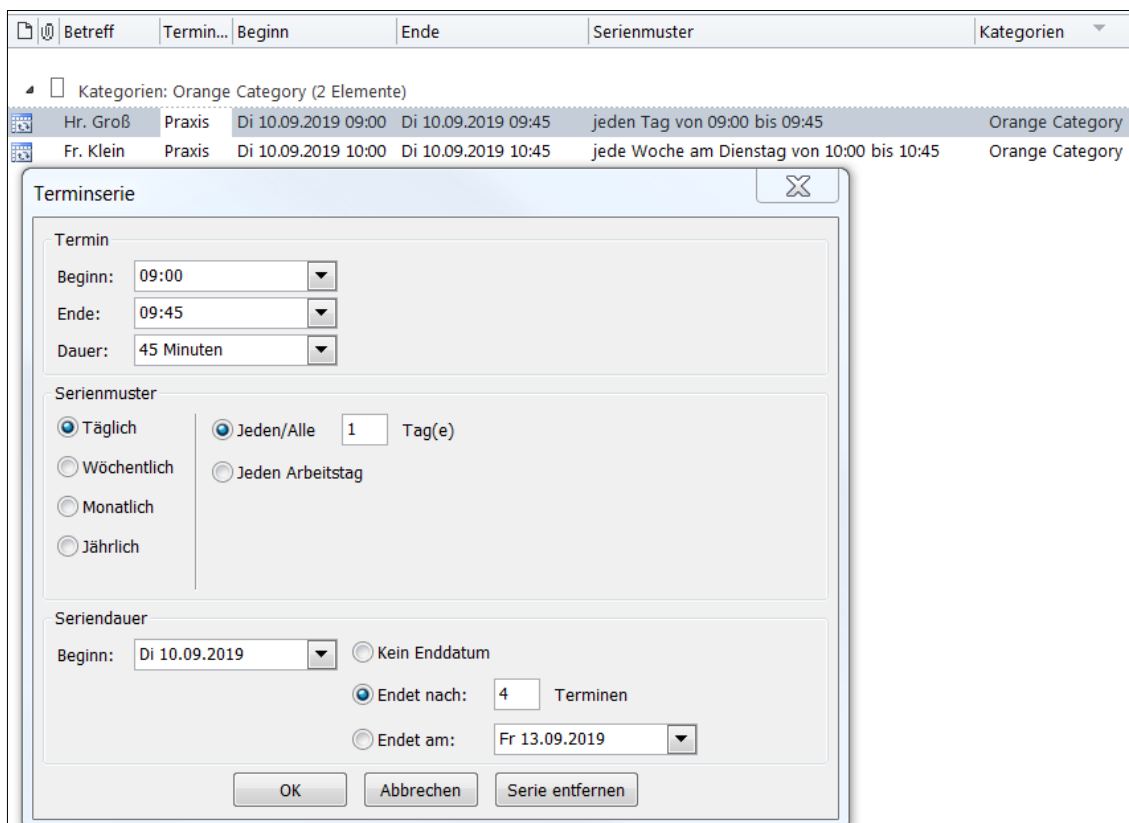 Betreff Termin... Beginn Ende Serienmuster Kategorien
Kategorien: Orange Category (2 Elemente)
Hr. Groß Praxis Di 10.09.2019 09:00 Di 10.09.2019 09:45 jeden Tag von 09:00 bis 09:45 Orange Category
Fr. Klein Praxis Di 10.09.2019 10:00 Di 10.09.2019 10:45 jede Woche am Dienstag von 10:00 bis 10:45 Orange Category
Terminserie
Termin
Beginn: 09:00
Ende: 09:45
Dauer: 45 Minuten
Serienmuster
Täglich Jeden/Alle 1 Tag(e)
Wöchentlich Jeden Arbeitstag
Monatlich
Jährlich
Seriendauer
Beginn: Di 10.09.2019 Kein Enddatum
Endet nach: 4 Terminen
Endet am: Fr 13.09.2019
OK Abbrechen Serie entfernen